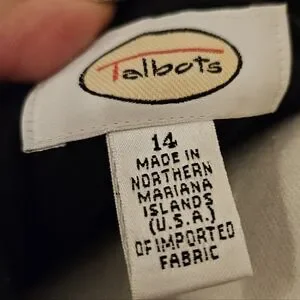 Talbots
14
MADE IN
NORTHERN
MARIANA
ISLANDS
(U.S.A.)
OF IMPORTED
FABRIC